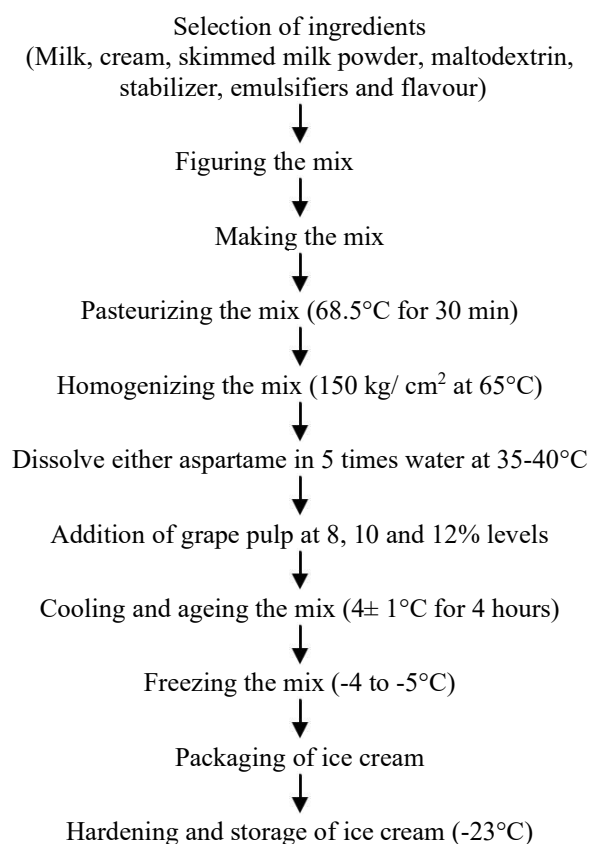 Selection of ingredients
(Milk, cream, skimmed milk powder, maltodextrin,
stabilizer, emulsifiers and flavour)
Figuring the mix
Making the mix
Pasteurizing the mix (68.5°C for 30 min)
Homogenizing the mix (150 kg/ cm² at 65°C)
Dissolve either aspartame in 5 times water at 35-40°C
Addition of grape pulp at 8, 10 and 12% levels
Cooling and ageing the mix (4± 1°C for 4 hours)
Freezing the mix (-4 to -5°C)
Packaging of ice cream
Hardening and storage of ice cream (-23°C)